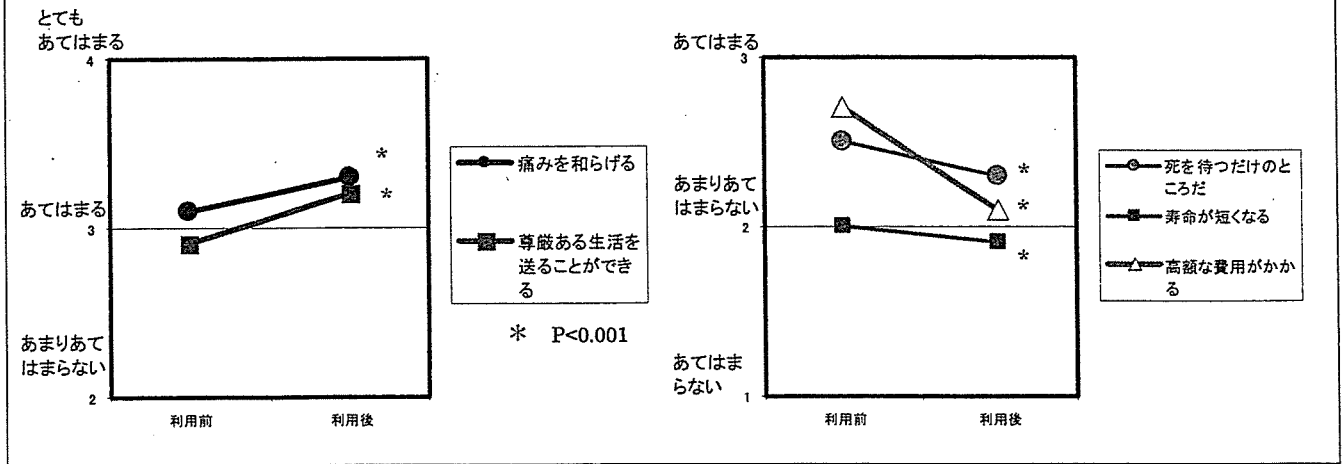 とても
あてはまる
4
あてはまる
3
あまりあて
はまらない
2
利用前
利用後
*
*
痛みを和らげる
尊厳ある生活を
送ることができ
る
* P<0.001
あてはまる
3
あまりあて
はまらない
2
あてはま
らない
1
利用前
利用後
*
*
*
死を待つだけのと
ころだ
寿命が短くなる
高額な費用がかか
る